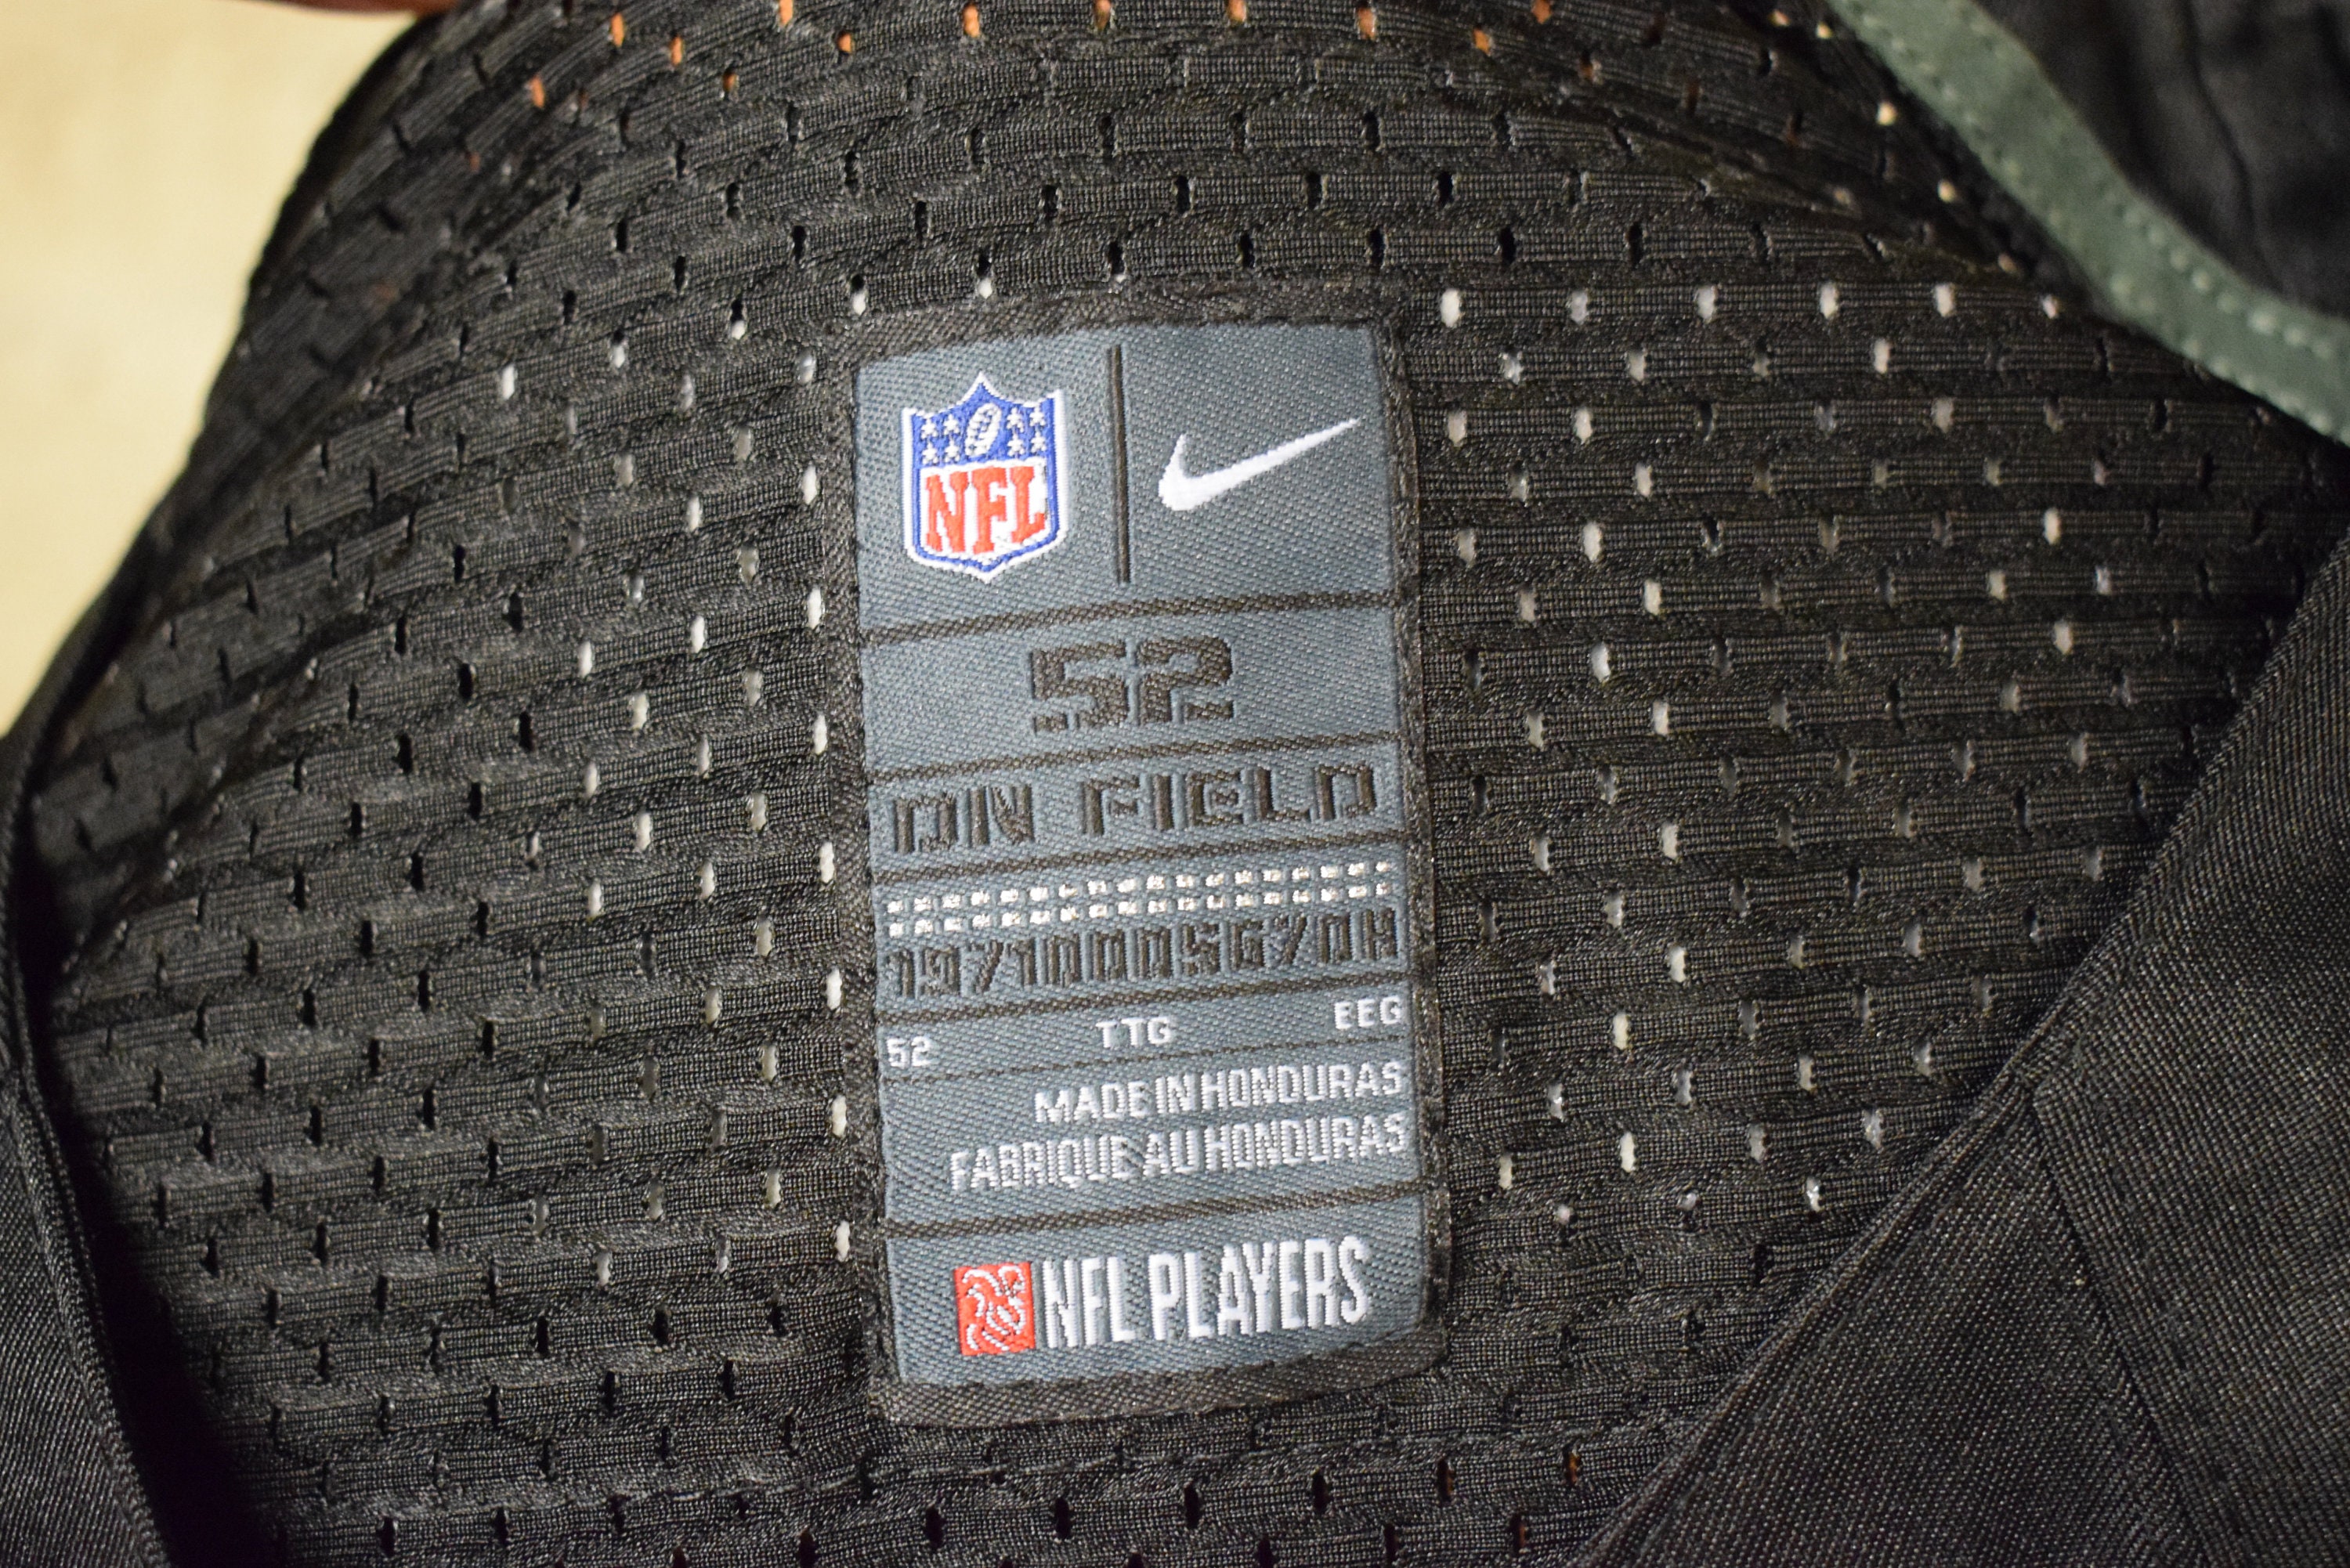 NFL
52
ON FIELD
52 TTG EEG
MADE IN HONDURAS
FABRIQUE AU HONDURAS
NFL PLAYERS